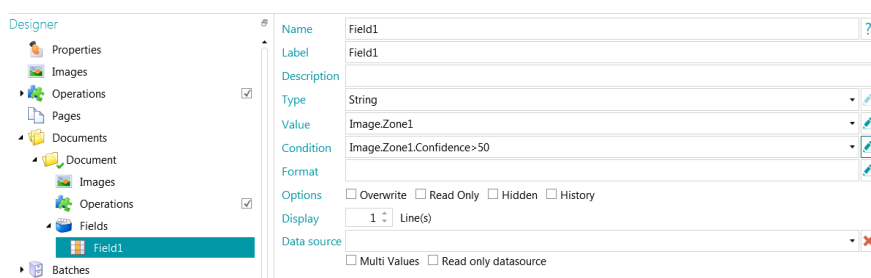 Designer
Properties
Images
Operations
Pages
Documents
Document
Images
Operations
Fields
Field1
Batches
Name Field1 ?
Label Field1
Description
Type String
Value Image.Zone1
Condition Image.Zone1.Confidence>50
Format
Options Overwrite Read Only Hidden History
Display 1 Line(s)
Data source
Multi Values Read only datasource